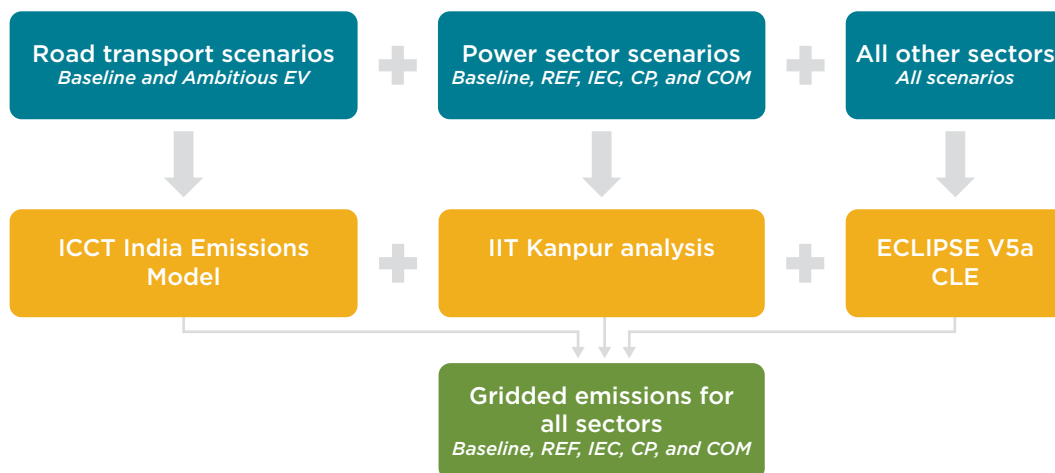 Road transport scenarios
Baseline and Ambitious EV
+
Power sector scenarios
Baseline, REF, IEC, CP, and COM
+
All other sectors
All scenarios
ICCT India Emissions
Model
+
IIT Kanpur analysis
+
ECLIPSE V5a
CLE
Gridded emissions for
all sectors
Baseline, REF, IEC, CP, and COM